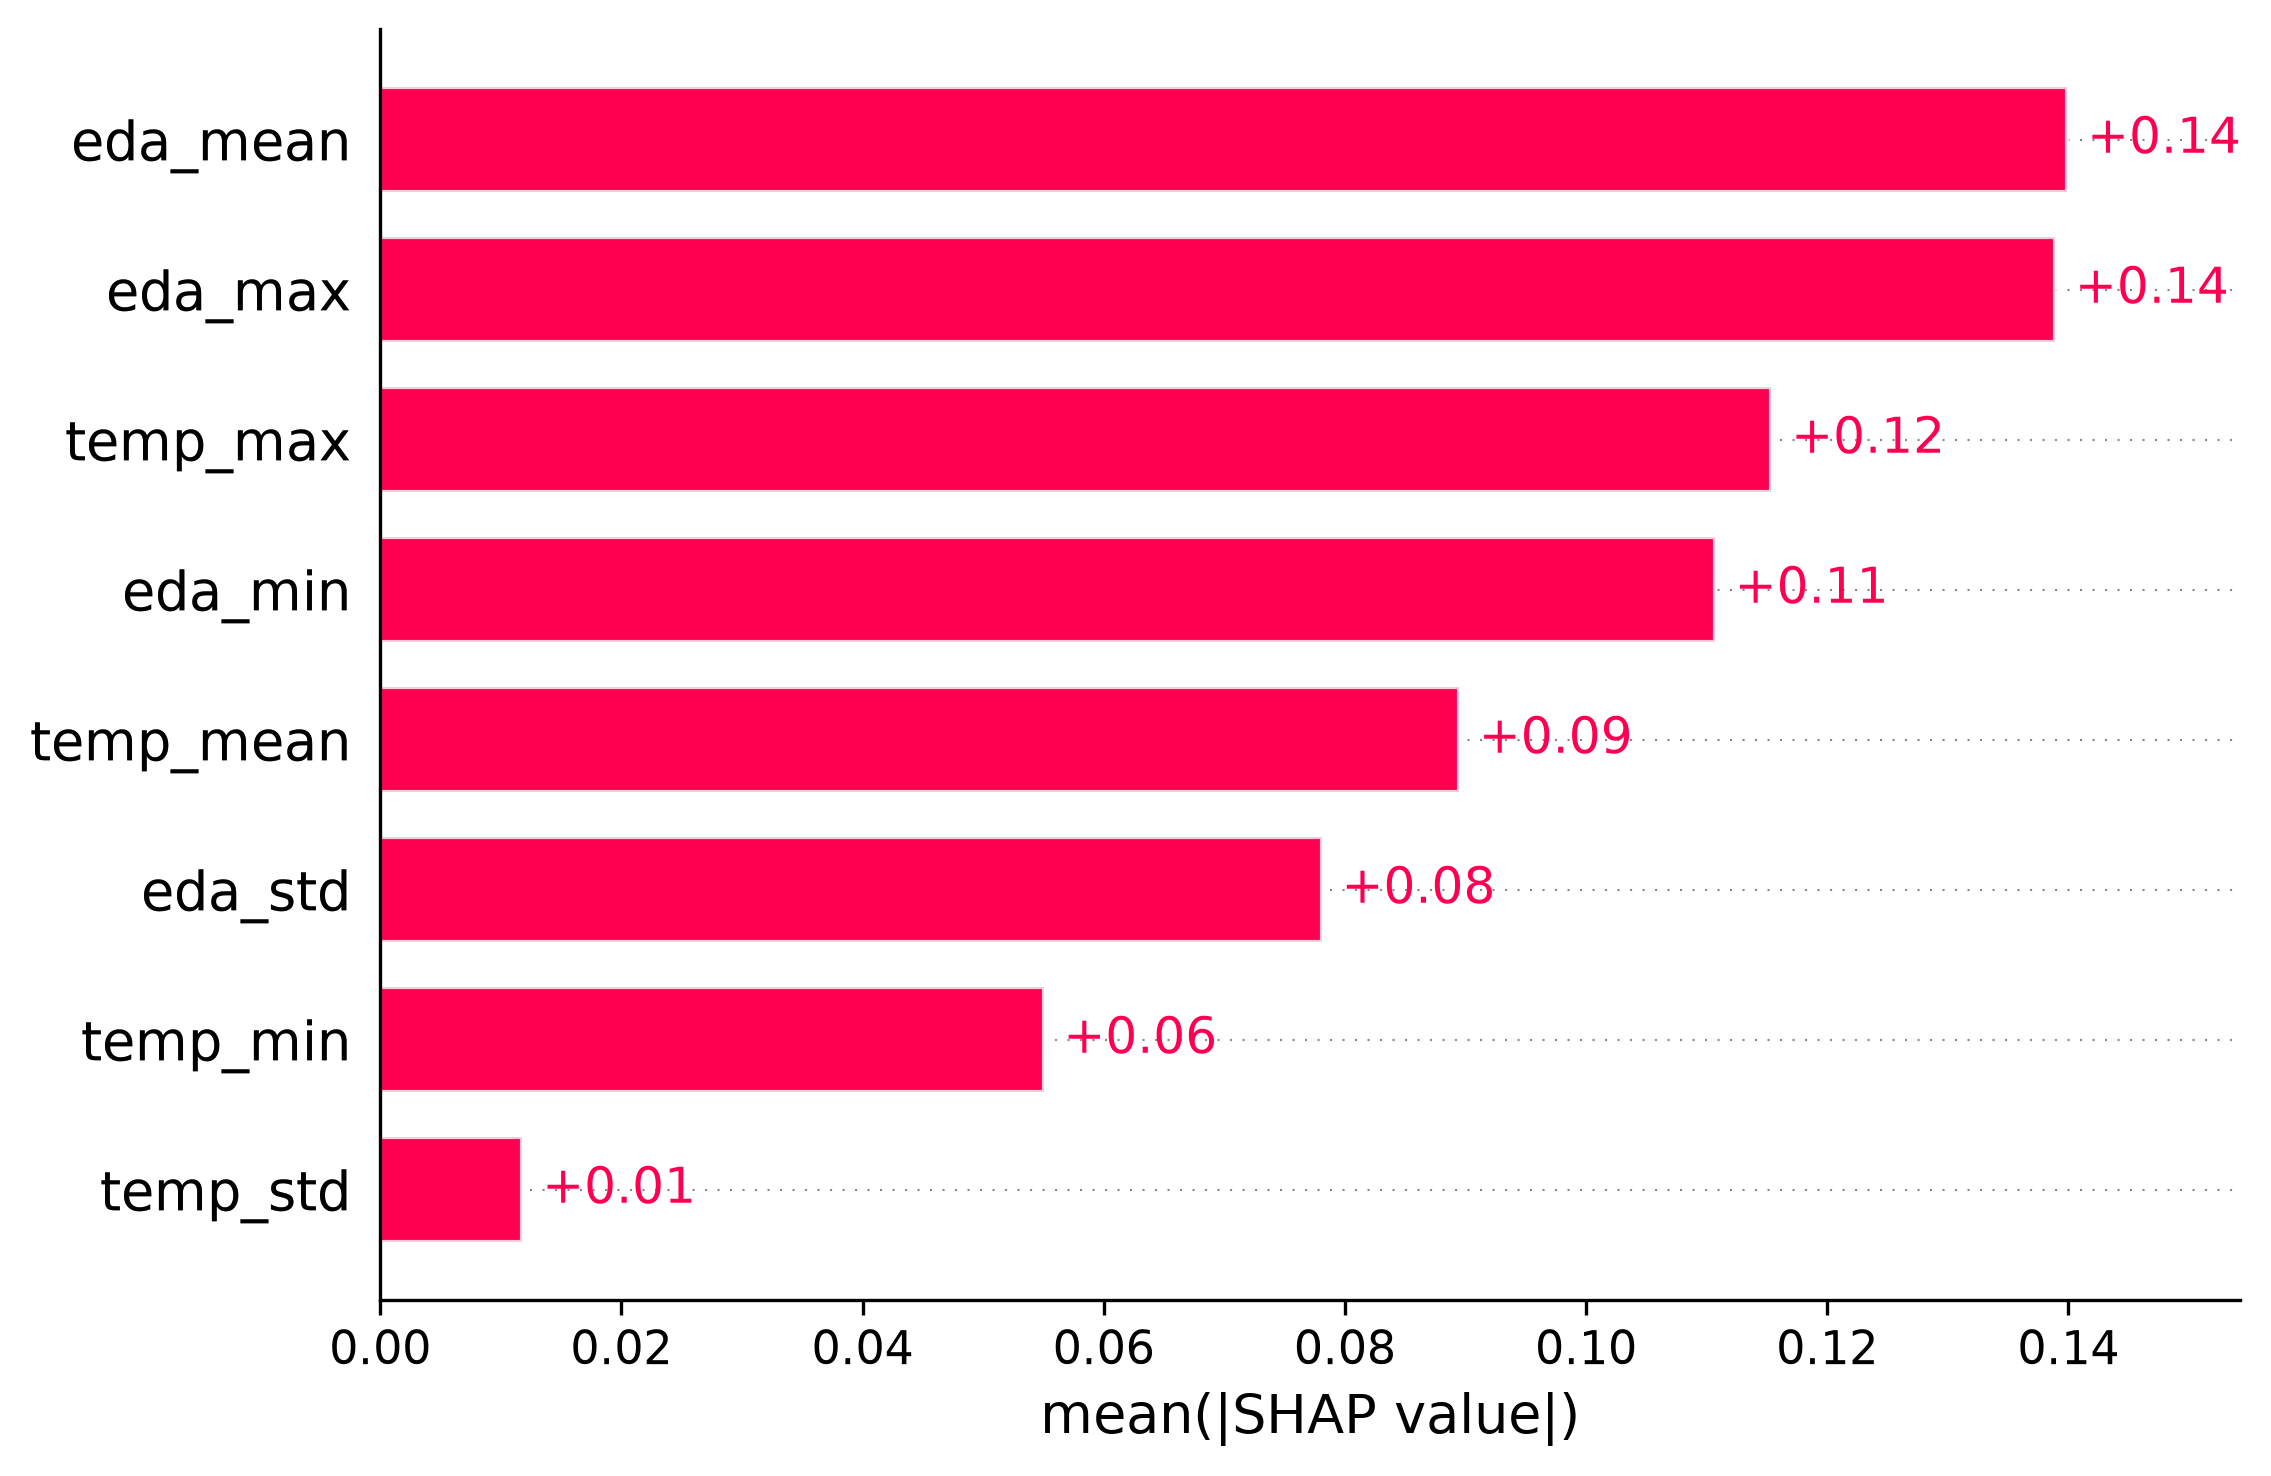 eda_mean +0.14
eda_max +0.14
temp_max +0.12
eda_min +0.11
temp_mean +0.09
eda_std +0.08
temp_min +0.06
temp_std +0.01
0.00 0.02 0.04 0.06 0.08 0.10 0.12 0.14
mean(|SHAP value|)